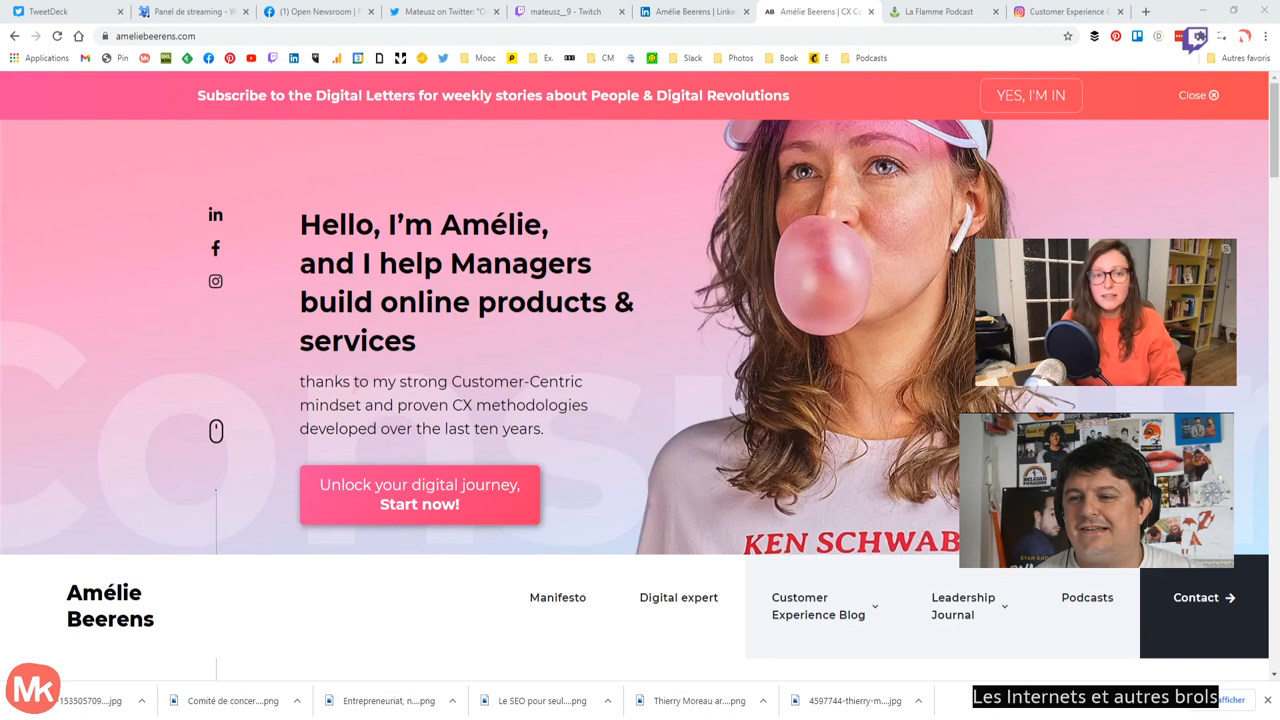 TweetDeck
Panel de streaming - V
(1) Open Newsroom |
Mateusz on Twitter: "C
mateusz__9 - Twitch
Amélie Beerens | Linke
Amélie Beerens | CX C
La Flamme Podcast
Customer Experience C
ameliebeerens.com
Applications
Pin
Mooc
Ex.
CM
Slack
Photos
Book
E
Podcasts
Autres favoris
Subscribe to the Digital Letters for weekly stories about People & Digital Revolutions
YES, I'M IN
Close
Hello, I'm Amélie,
and I help Managers
build online products &
services
thanks to my strong Customer-Centric
mindset and proven CX methodologies
developed over the last ten years.
Unlock your digital journey,
Start now!
KEN SCHWAB
Amélie
Beerens
Manifesto
Digital expert
Customer
Experience Blog
Leadership
Journal
Podcasts
Contact
Mk
153505709...jpg
Comité de concer....png
Entrepreneuriat, n....png
Le SEO pour seul....png
Thierry Moreau ar....png
4597744-thierry-m....jpg
Les Internets et autres brols
afficher